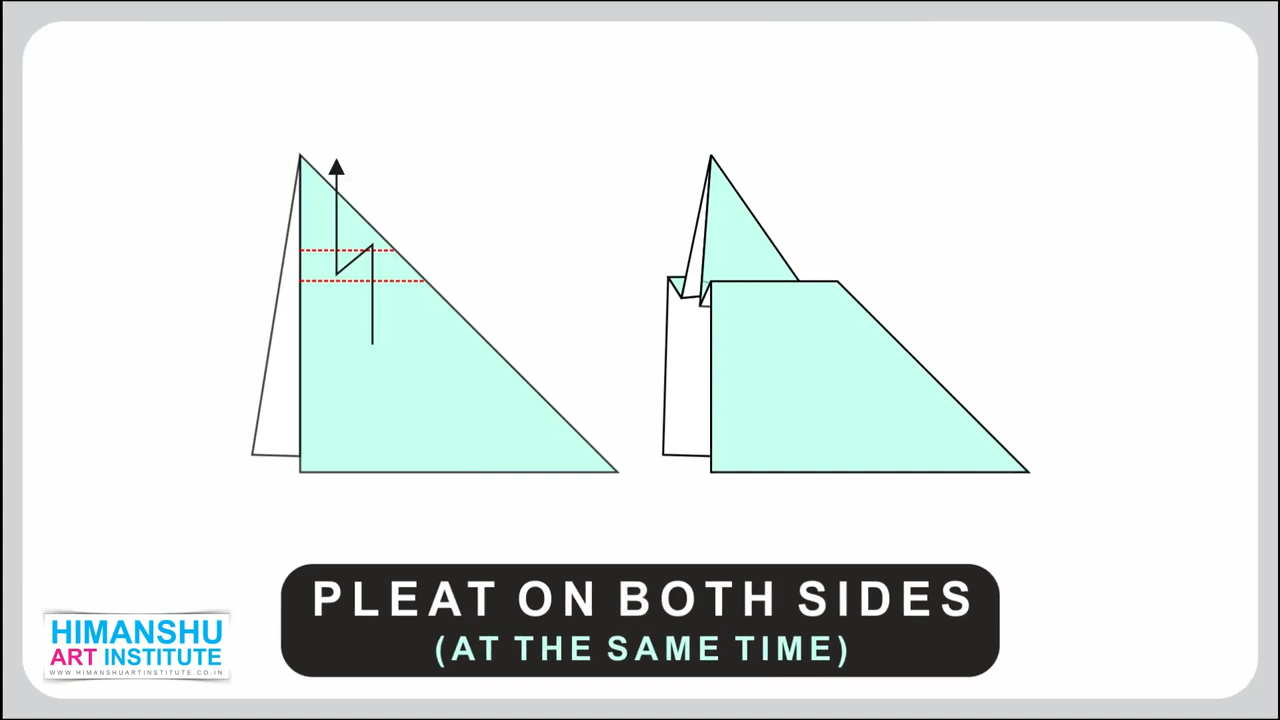 PLEAT ON BOTH SIDES
(AT THE SAME TIME)
HIMANSHU
ART INSTITUTE
WWW.HIMANSHUARTINSTITUTE.CO.IN